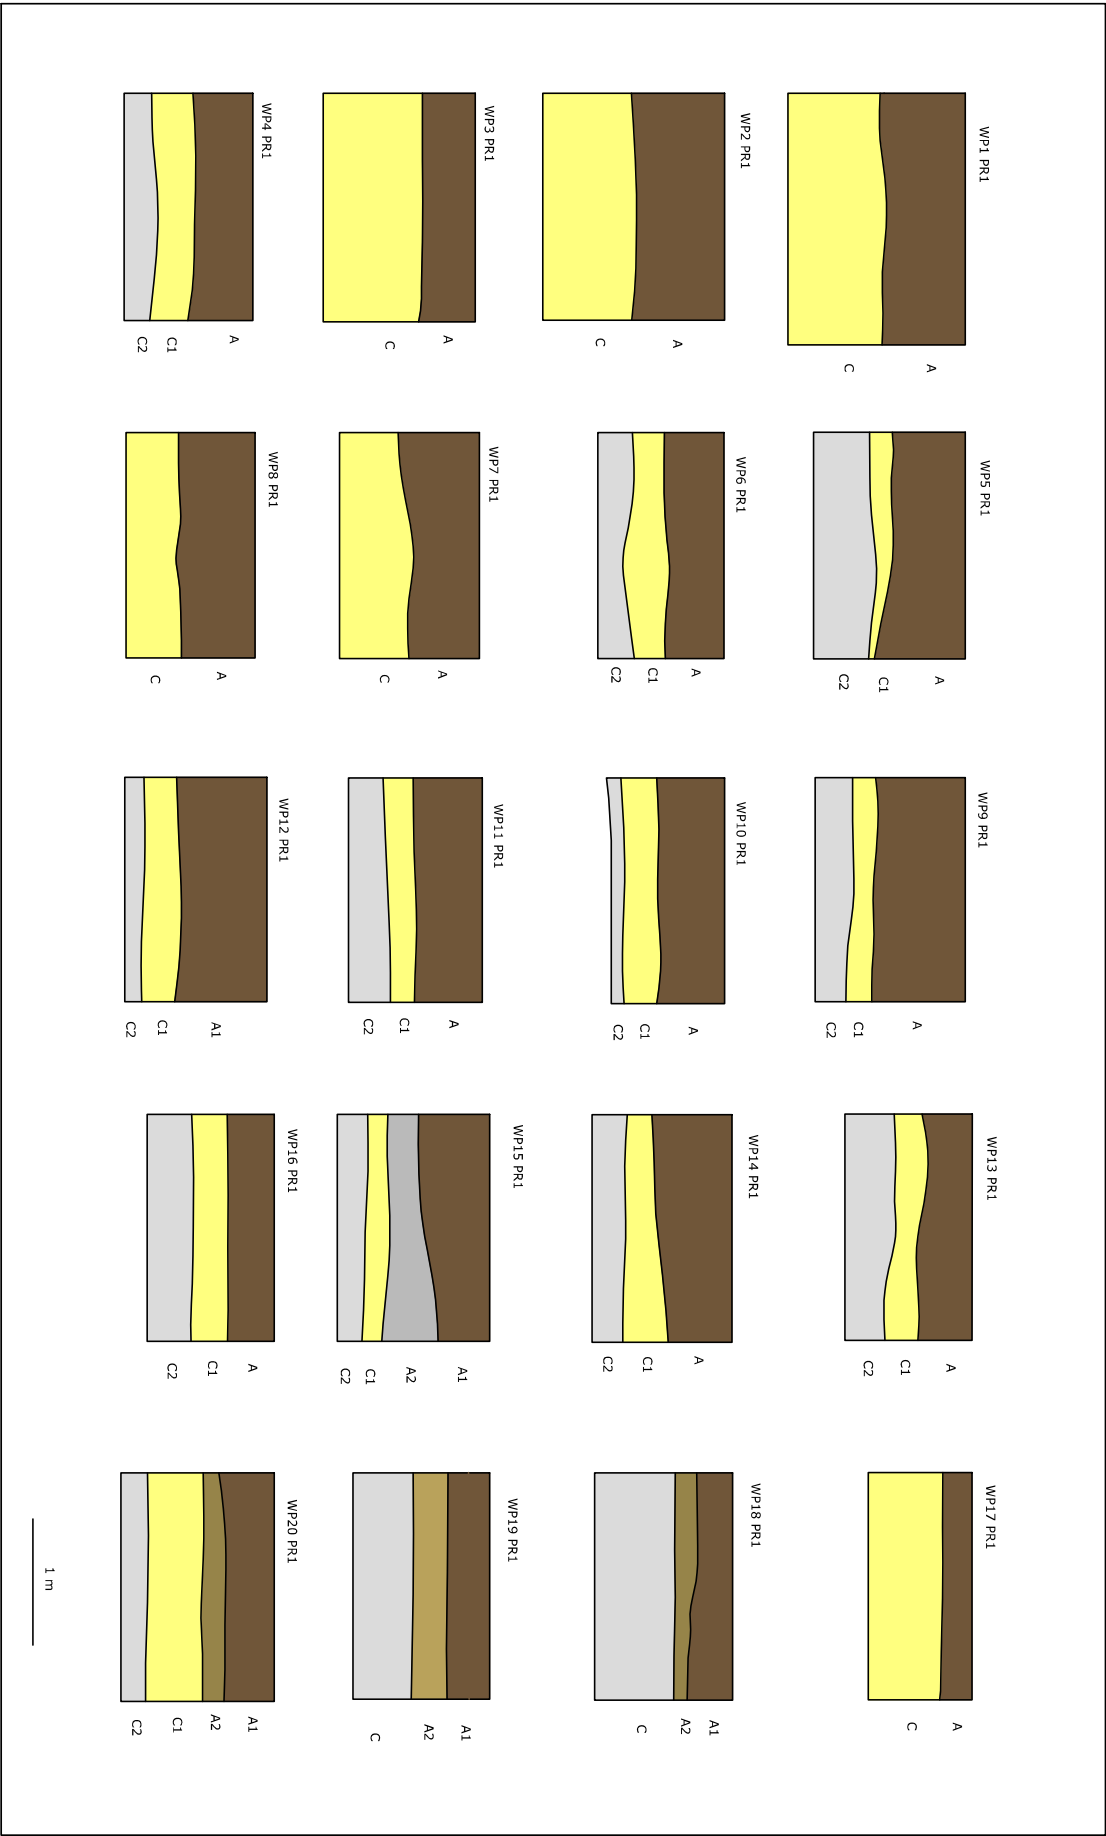 WP1 PR1
A
C
WP5 PR1
A
C1
C2
WP9 PR1
A
C1
C2
WP13 PR1
A
C1
C2
WP17 PR1
A
C
WP2 PR1
A
C
WP6 PR1
A
C1
C2
WP10 PR1
A
C1
C2
WP14 PR1
A
C1
C2
WP18 PR1
A1
A2
C
WP3 PR1
A
C
WP7 PR1
A
C
WP11 PR1
A
C1
C2
WP15 PR1
A1
A2
C1
C2
WP19 PR1
A1
A2
C
WP4 PR1
A
C1
C2
WP8 PR1
A
C
WP12 PR1
A1
C1
C2
WP16 PR1
A
C1
C2
WP20 PR1
A1
A2
C1
C2
1 m